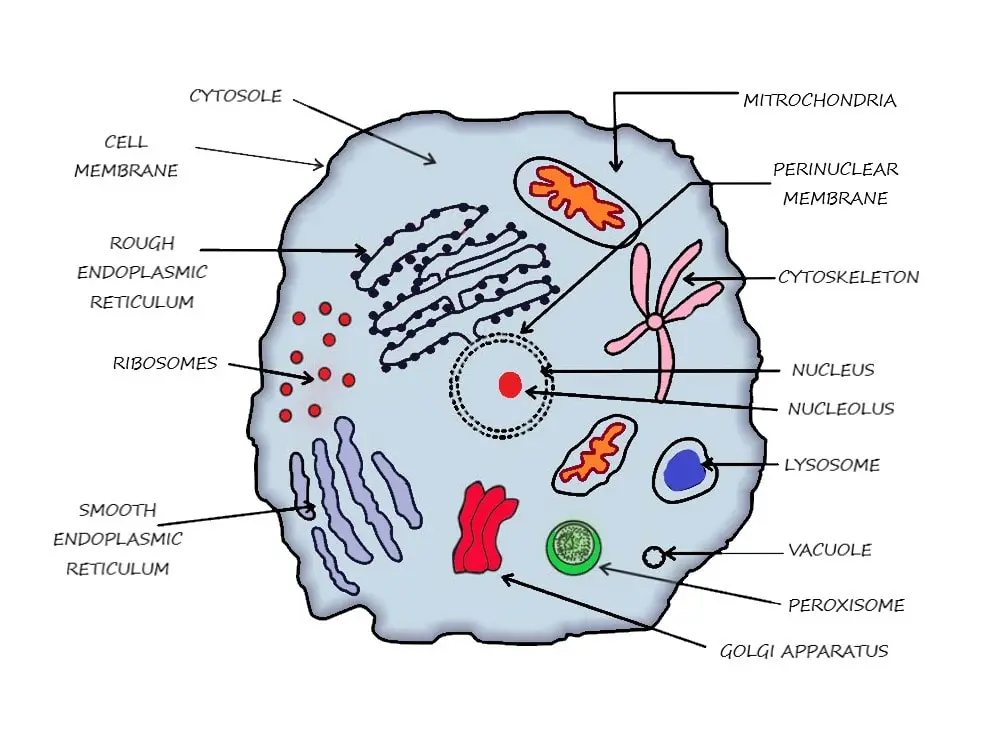 CYTOSOLE
CELL
MEMBRANE
ROUGH
ENDOPLASMIC
RETICULUM
RIBOSOMES
SMOOTH
ENDOPLASMIC
RETICULUM
MITROCHONDRIA
PERINUCLEAR
MEMBRANE
CYTOSKELETON
NUCLEUS
NUCLEOLUS
LYSOSOME
VACUOLE
PEROXISOME
GOLGI APPARATUS